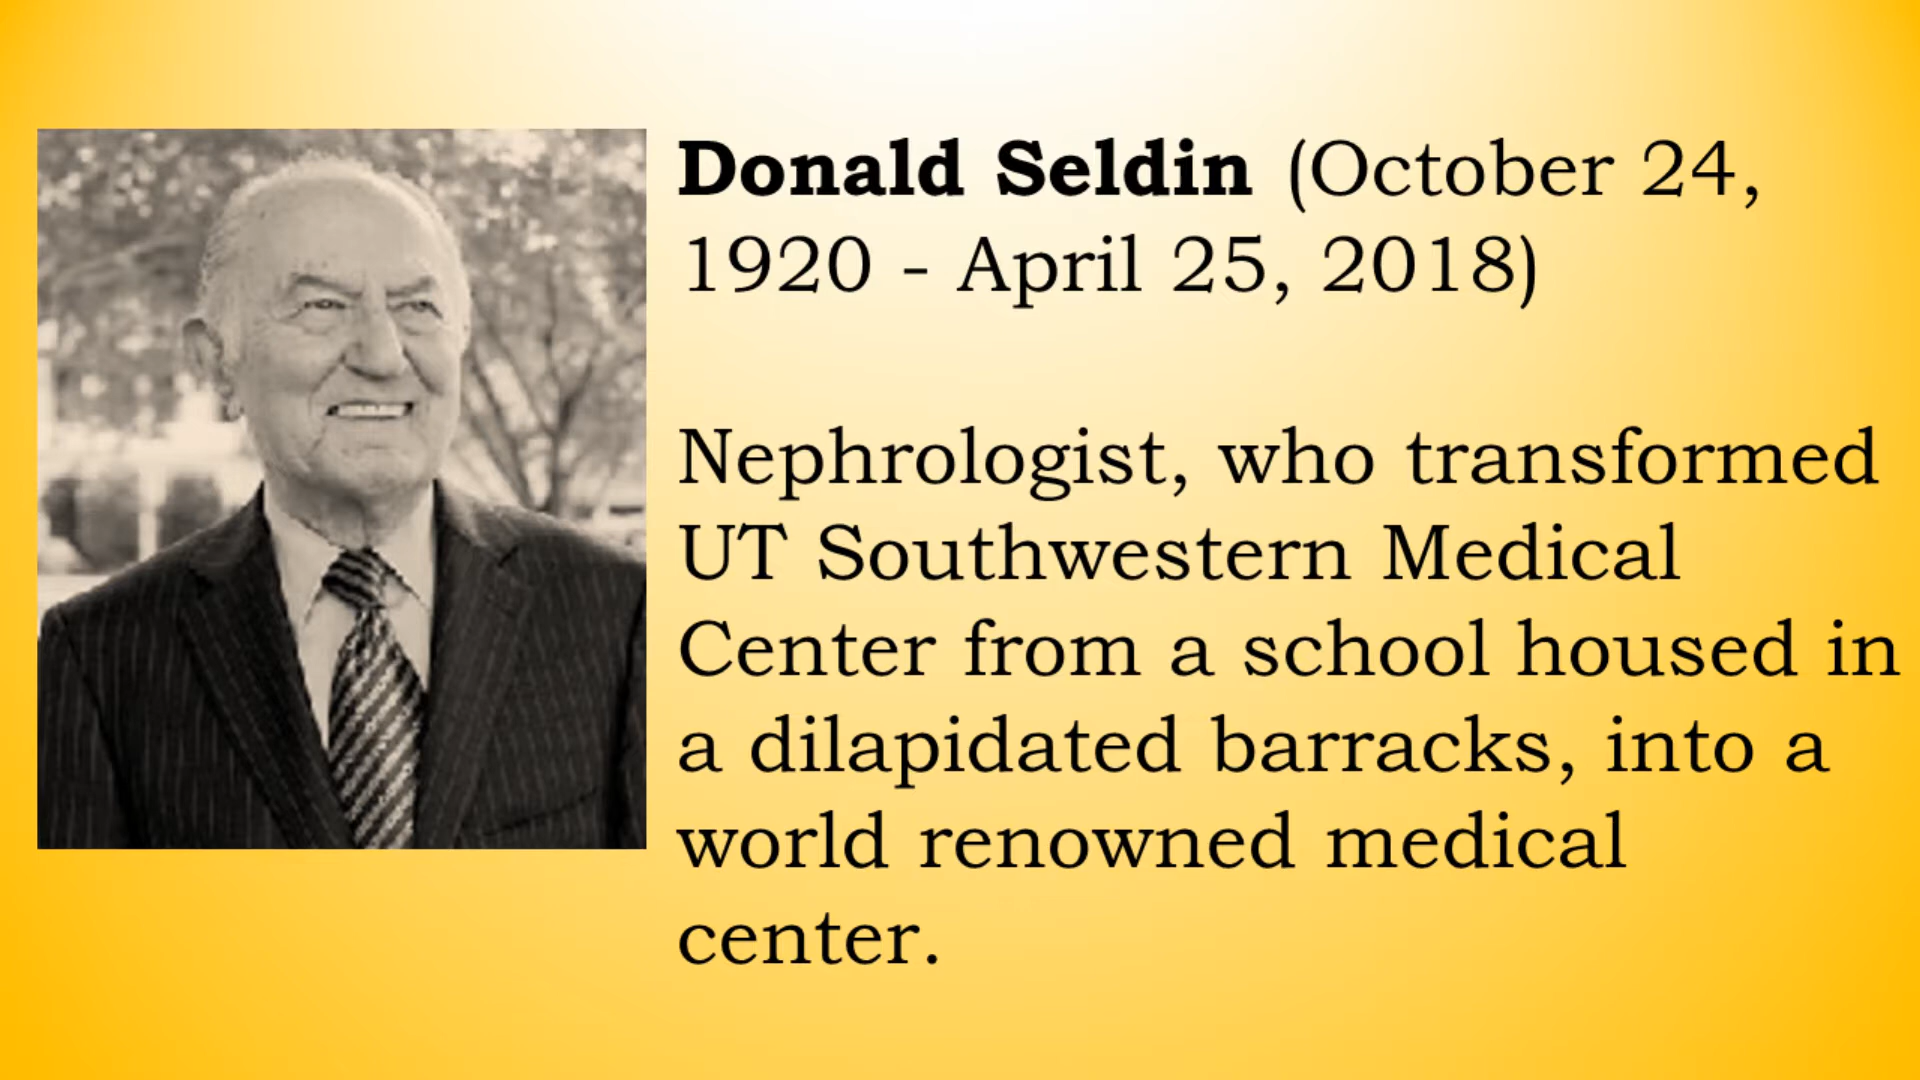 Donald Seldin (October 24,
1920 - April 25, 2018)
Nephrologist, who transformed
UT Southwestern Medical
Center from a school housed in
a dilapidated barracks, into a
world renowned medical
center.